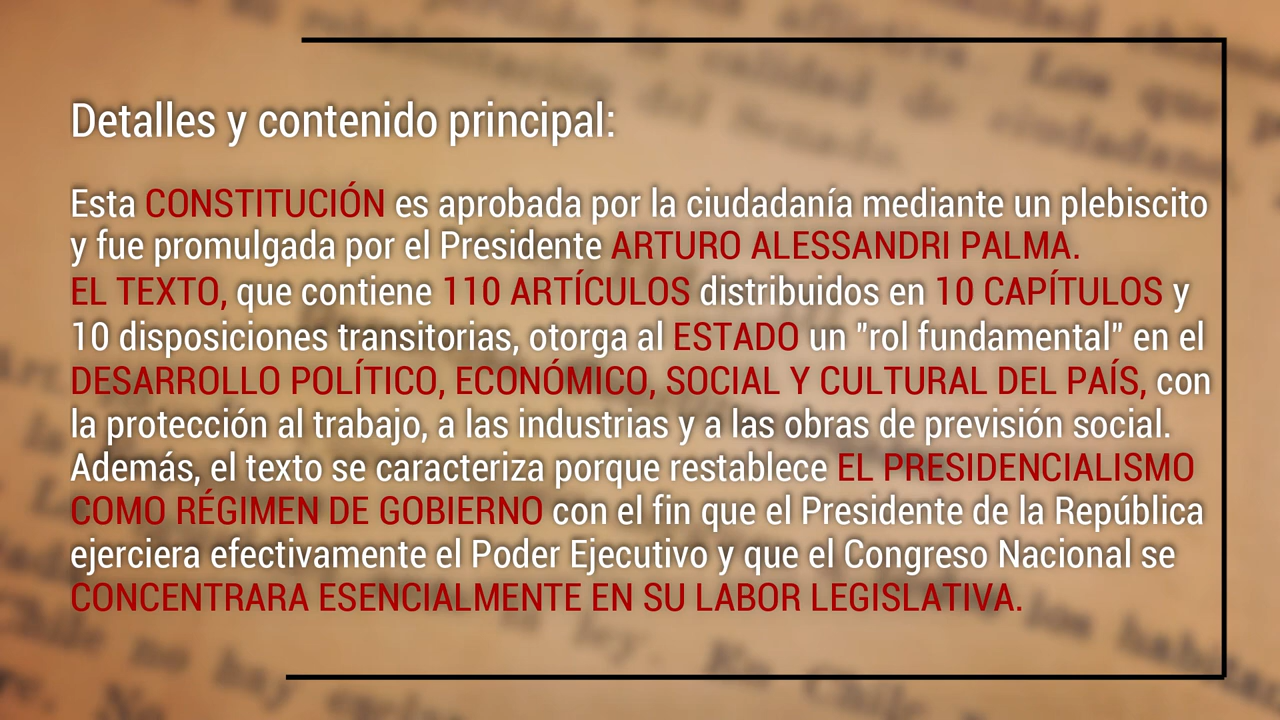 Detalles y contenido principal:
Esta CONSTITUCIÓN es aprobada por la ciudadanía mediante un plebiscito
y fue promulgada por el Presidente ARTURO ALESSANDRI PALMA.
EL TEXTO, que contiene 110 ARTÍCULOS distribuidos en 10 CAPÍTULOS y
10 disposiciones transitorias, otorga al ESTADO un "rol fundamental" en el
DESARROLLO POLÍTICO, ECONÓMICO, SOCIAL Y CULTURAL DEL PAÍS, con
la protección al trabajo, a las industrias y a las obras de previsión social.
Además, el texto se caracteriza porque restablece EL PRESIDENCIALISMO
COMO RÉGIMEN DE GOBIERNO con el fin que el Presidente de la República
ejerciera efectivamente el Poder Ejecutivo y que el Congreso Nacional se
CONCENTRARA ESENCIALMENTE EN SU LABOR LEGISLATIVA.